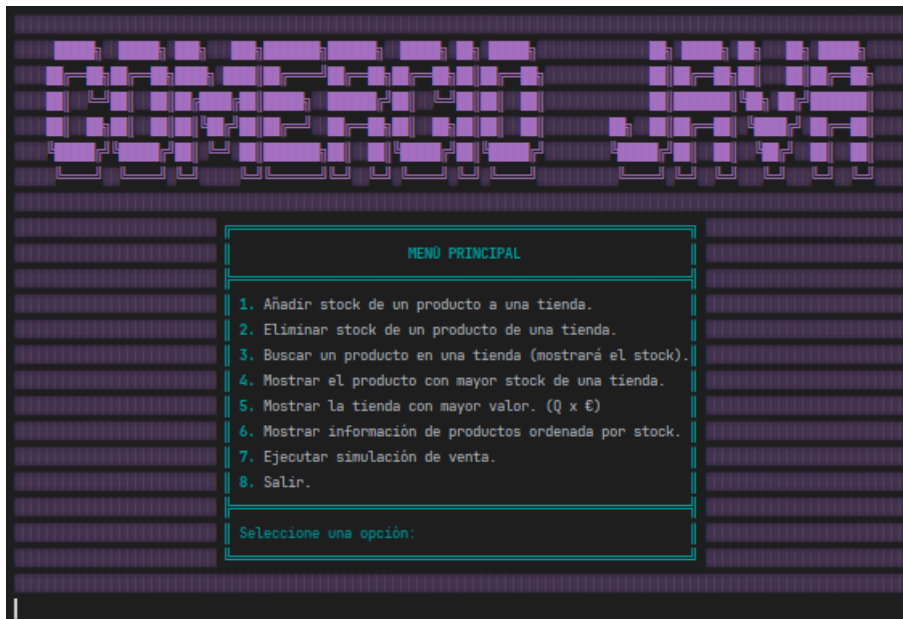 COMERCIO JAVA
MENÚ PRINCIPAL
1. Añadir stock de un producto a una tienda.
2. Eliminar stock de un producto de una tienda.
3. Buscar un producto en una tienda (mostrará el stock).
4. Mostrar el producto con mayor stock de una tienda.
5. Mostrar la tienda con mayor valor. (Q x €)
6. Mostrar información de productos ordenada por stock.
7. Ejecutar simulación de venta.
8. Salir.
Seleccione una opción: